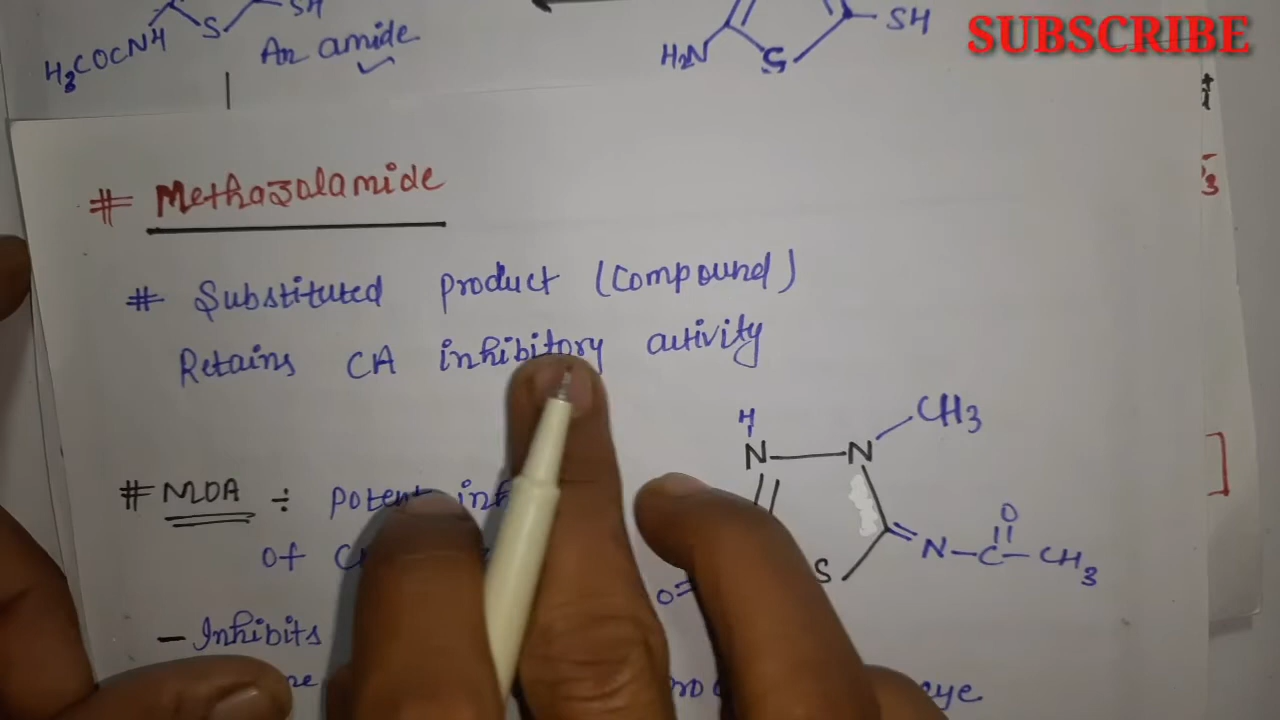 SH
SUBSCRIBE
SH
H3COCNH
S
Az amide
H2N
S
# Methazolamide
# Substituted product (Compound)
Retains CA inhibitory activity
H
N
N
CH3
# MOA ÷ Potent
of
S
N-C-CH3
O
O=
- Inhibits
eye